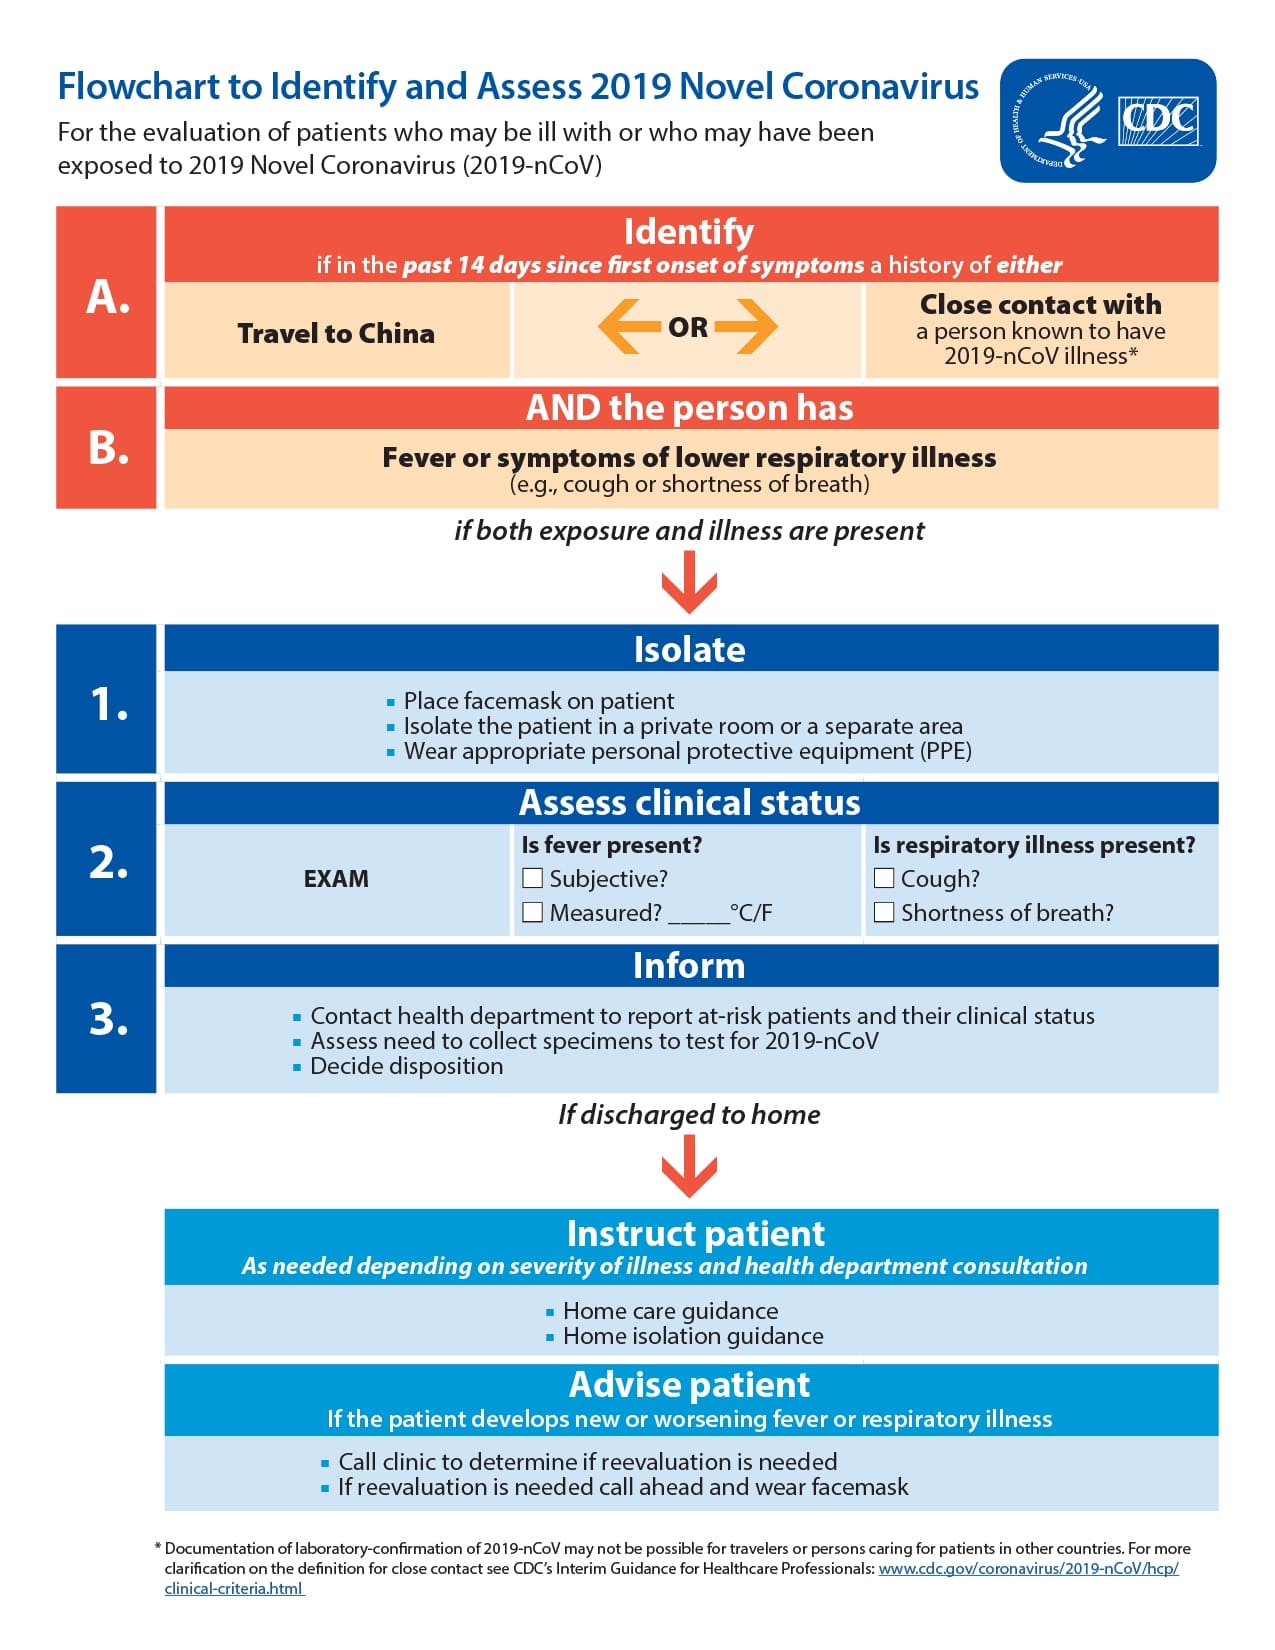 Flowchart to Identify and Assess 2019 Novel Coronavirus
For the evaluation of patients who may be ill with or who may have been
exposed to 2019 Novel Coronavirus (2019-nCoV)
DEPARTMENT OF HEALTH & HUMAN SERVICES·USA
CDC
A.
Identify
if in the past 14 days since first onset of symptoms a history of either
Travel to China
OR
Close contact with
a person known to have
2019-nCoV illness*
B.
AND the person has
Fever or symptoms of lower respiratory illness
(e.g., cough or shortness of breath)
if both exposure and illness are present
1.
Isolate
▪ Place facemask on patient
▪ Isolate the patient in a private room or a separate area
▪ Wear appropriate personal protective equipment (PPE)
2.
Assess clinical status
EXAM
Is fever present?
Subjective?
Measured? _____°C/F
Is respiratory illness present?
Cough?
Shortness of breath?
3.
Inform
▪ Contact health department to report at-risk patients and their clinical status
▪ Assess need to collect specimens to test for 2019-nCoV
▪ Decide disposition
If discharged to home
Instruct patient
As needed depending on severity of illness and health department consultation
▪ Home care guidance
▪ Home isolation guidance
Advise patient
If the patient develops new or worsening fever or respiratory illness
▪ Call clinic to determine if reevaluation is needed
▪ If reevaluation is needed call ahead and wear facemask
* Documentation of laboratory-confirmation of 2019-nCoV may not be possible for travelers or persons caring for patients in other countries. For more
clarification on the definition for close contact see CDC’s Interim Guidance for Healthcare Professionals: www.cdc.gov/coronavirus/2019-nCoV/hcp/
clinical-criteria.html